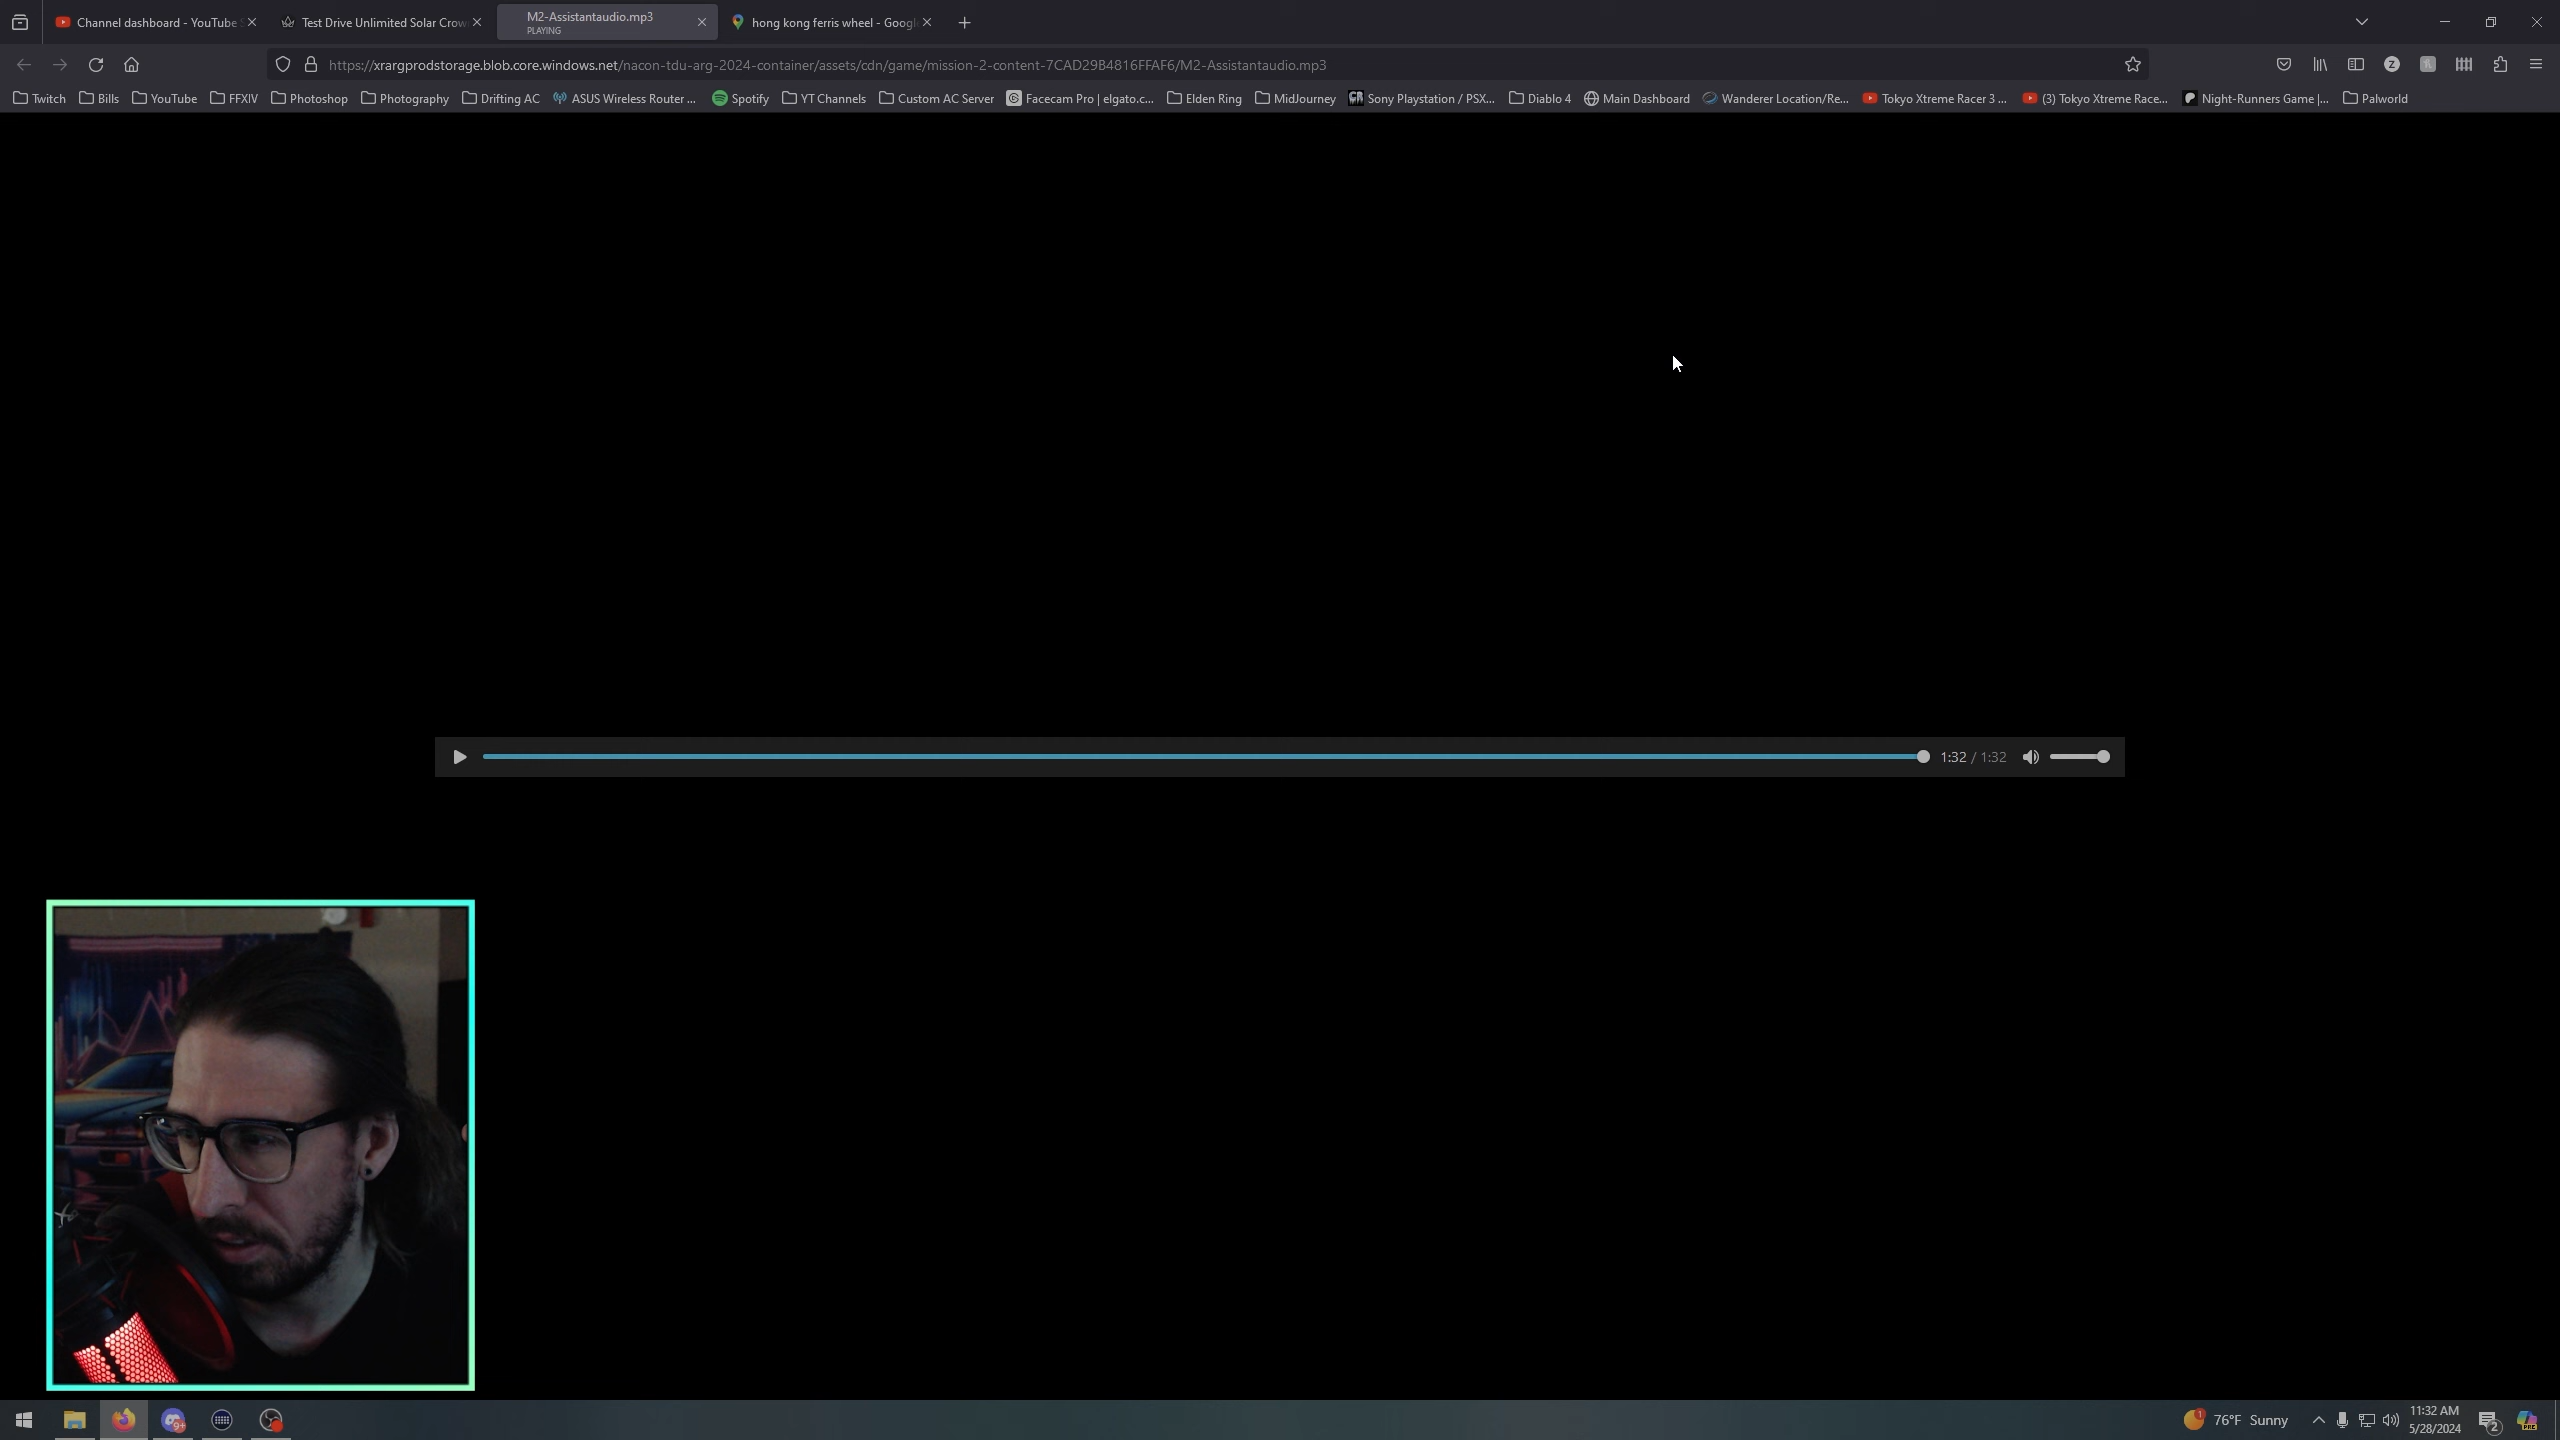 Channel dashboard - YouTube S
Test Drive Unlimited Solar Crow
M2-Assistantaudio.mp3
PLAYING
hong kong ferris wheel - Googl
https://xrargprodstorage.blob.core.windows.net/nacon-tdu-arg-2024-container/assets/cdn/game/mission-2-content-7CAD29B4816FFAF6/M2-Assistantaudio.mp3
Twitch Bills YouTube FFXIV Photoshop Photography Drifting AC ASUS Wireless Router ... Spotify YT Channels Custom AC Server Facecam Pro | elgato.c... Elden Ring MidJourney Sony Playstation / PSX... Diablo 4 Main Dashboard Wanderer Location/Re... Tokyo Xtreme Racer 3 ... (3) Tokyo Xtreme Race... Night-Runners Game |... Palworld
1:32 / 1:32
76°F Sunny
11:32 AM
5/28/2024